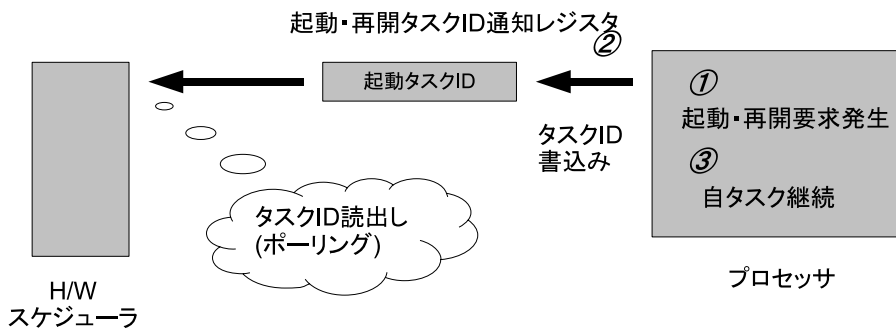 起動・再開タスクID通知レジスタ
②
起動タスクID
①
起動・再開要求発生
タスクID
書込み
③
自タスク継続
タスクID読出し
(ポーリング)
プロセッサ
H/W
スケジューラ